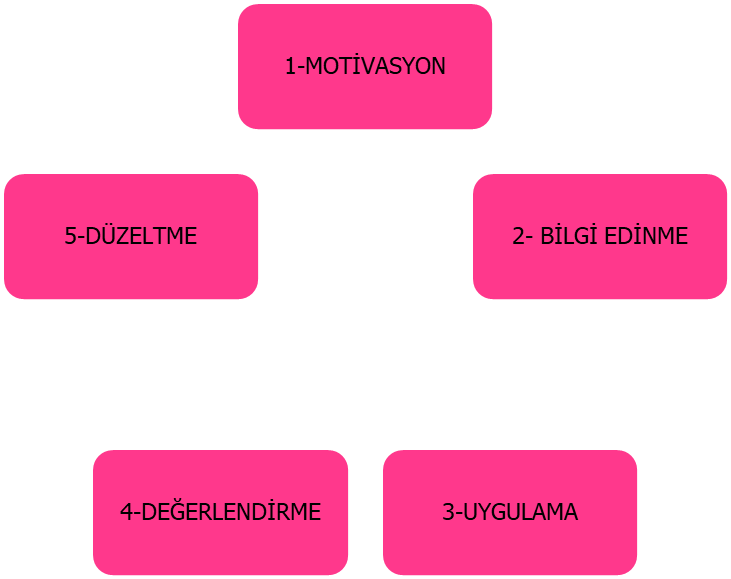 1-MOTİVASYON
2- BİLGİ EDİNME
3-UYGULAMA
4-DEĞERLENDİRME
5-DÜZELTME